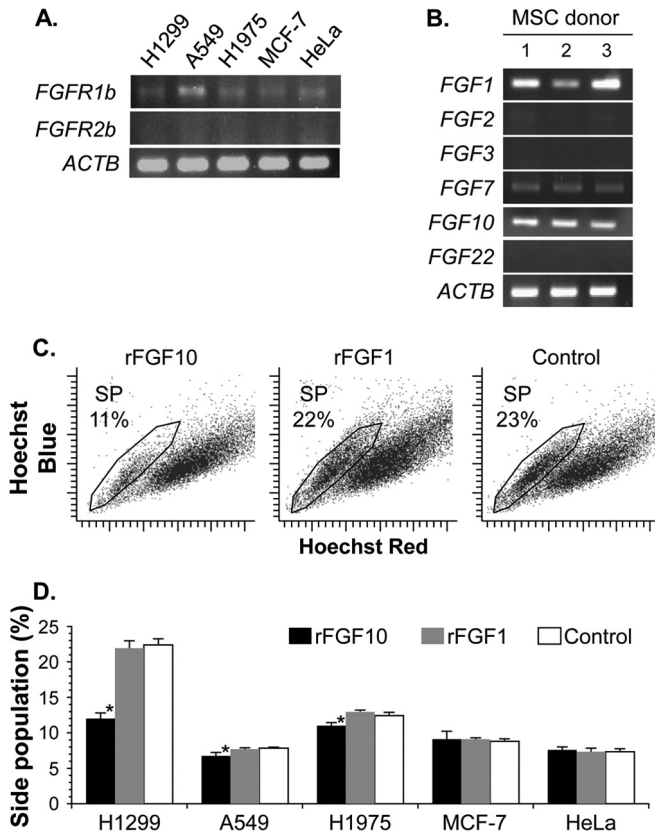 A.
H1299 A549 H1975 MCF-7 HeLa
FGFR1b
FGFR2b
ACTB
B.
MSC donor
1 2 3
FGF1
FGF2
FGF3
FGF7
FGF10
FGF22
ACTB
C.
rFGF10 rFGF1 Control
SP
11%
SP
22%
SP
23%
Hoechst
Blue
Hoechst Red
D.
Side population (%)
25
20
15
10
5
0
rFGF10 rFGF1 Control
* * *
H1299 A549 H1975 MCF-7 HeLa